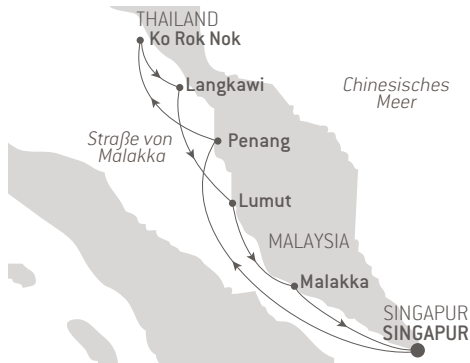 THAILAND
Ko Rok Nok
Langkawi
Chinesisches
Meer
Straße von
Malakka
Penang
Lumut
MALAYSIA
Malakka
SINGAPUR
SINGAPUR